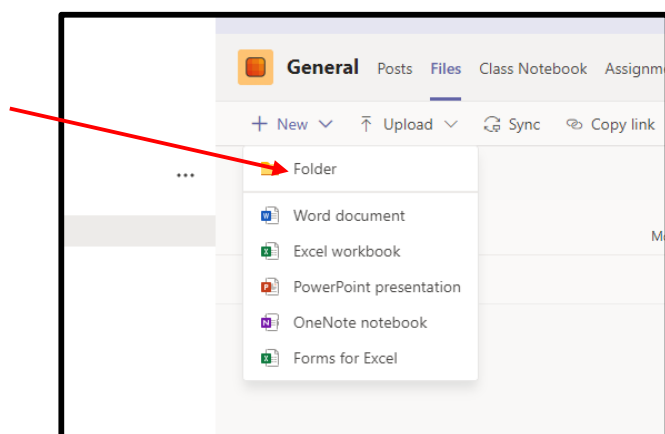 General Posts Files Class Notebook Assignm
New Upload Sync Copy link
Folder
Word document
Mo
Excel workbook
PowerPoint presentation
OneNote notebook
Forms for Excel